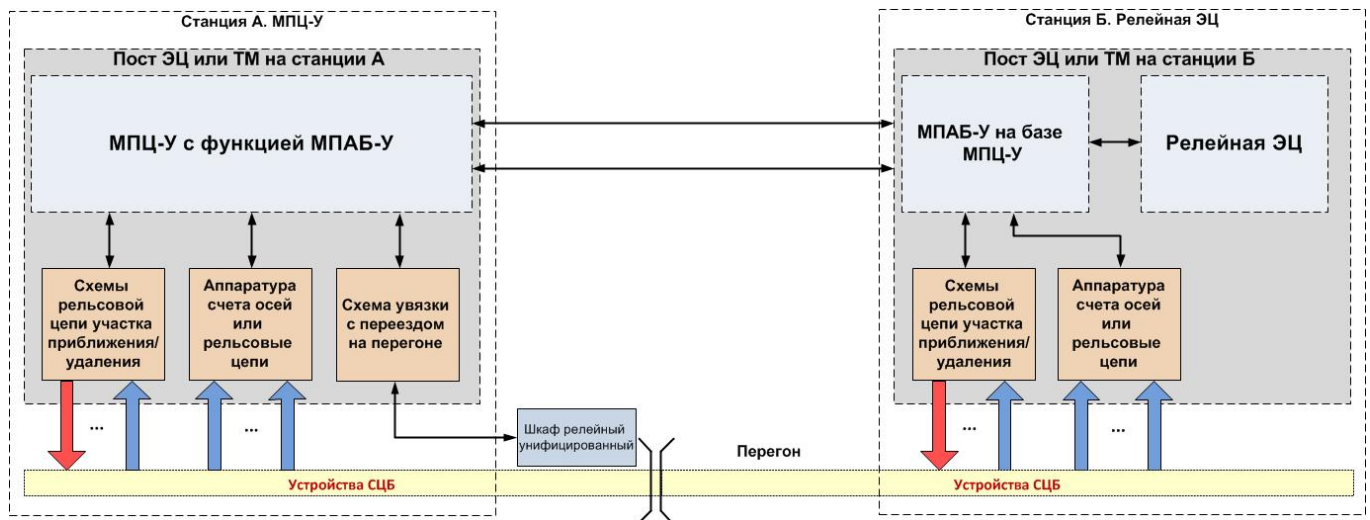 Станция А. МПЦ-У
Пост ЭЦ или ТМ на станции А
МПЦ-У с функцией МПАБ-У
Схемы
рельсовой
цепи участка
приближения/
удаления
Аппаратура
счета осей
или
рельсовые
цепи
Схема увязки
с переездом
на перегоне
...
...
Шкаф релейный
унифицированный
Перегон
Устройства СЦБ
Станция Б. Релейная ЭЦ
Пост ЭЦ или ТМ на станции Б
МПАБ-У на базе
МПЦ-У
Релейная ЭЦ
Схемы
рельсовой
цепи участка
приближения/
удаления
Аппаратура
счета осей
или
рельсовые
цепи
...
...
Устройства СЦБ